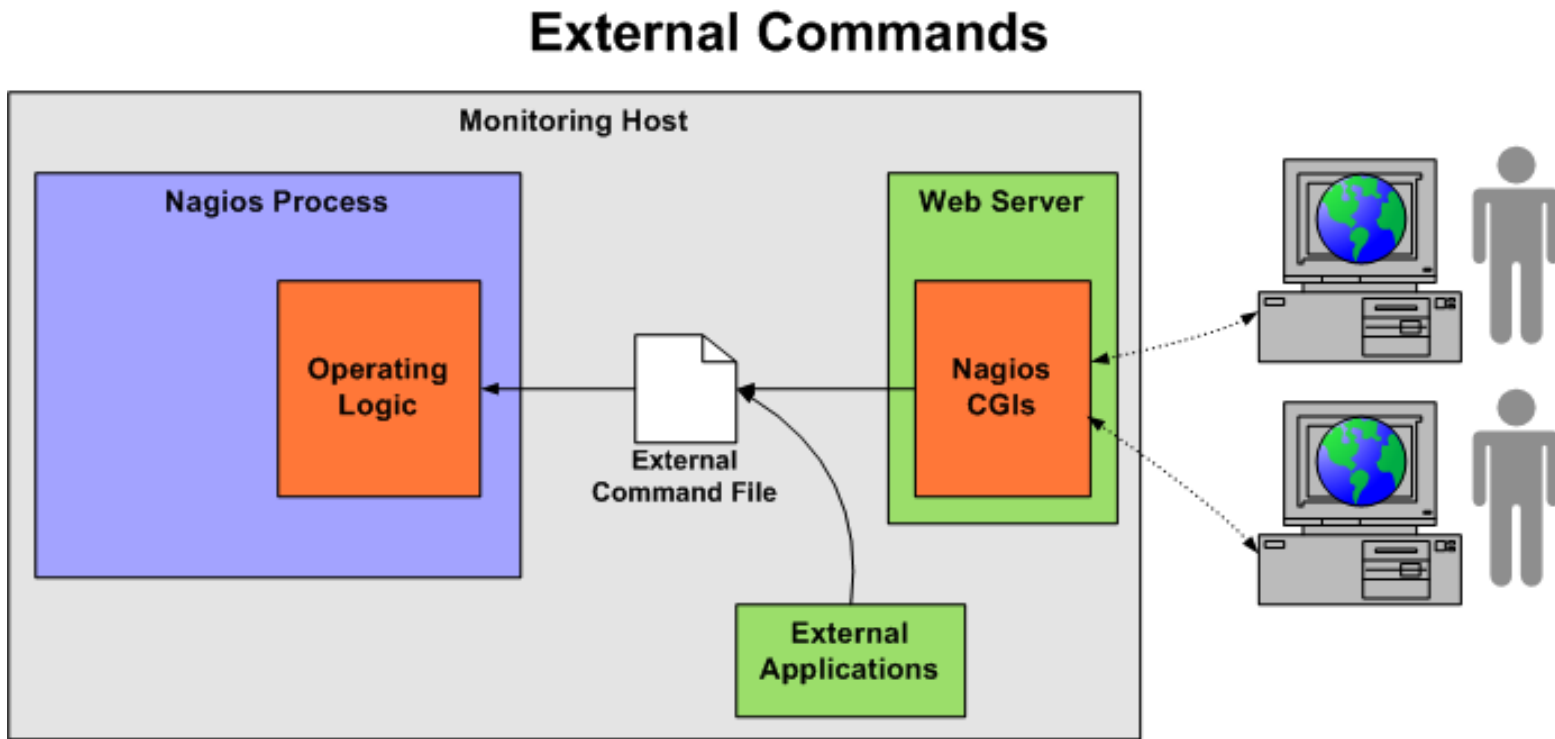 External Commands
Monitoring Host
Nagios Process
Web Server
Operating
Logic
Nagios
CGIs
External
Command File
External
Applications